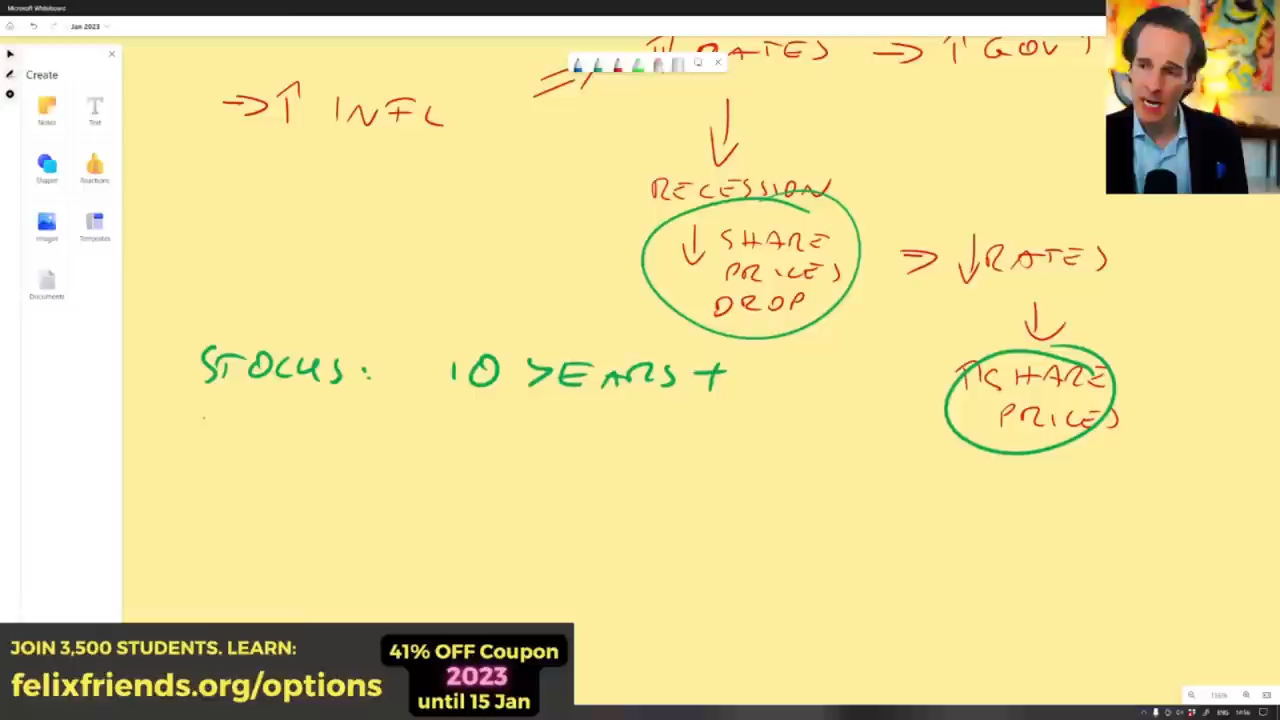 Microsoft Whiteboard
Jan 2023
Create
Notes
Text
Shapes
Reactions
Images
Templates
Documents
RATES → ↑ GOV'T
→ ↑ INFL
↓
RECESSION
↓ SHARE
PRICES
DROP
⇒ ↓ RATES
↓
↑ SHARE
PRICES
STOCKS: 10 YEARS +
JOIN 3,500 STUDENTS. LEARN:
felixfriends.org/options
41% OFF Coupon
2023
until 15 Jan
ENG